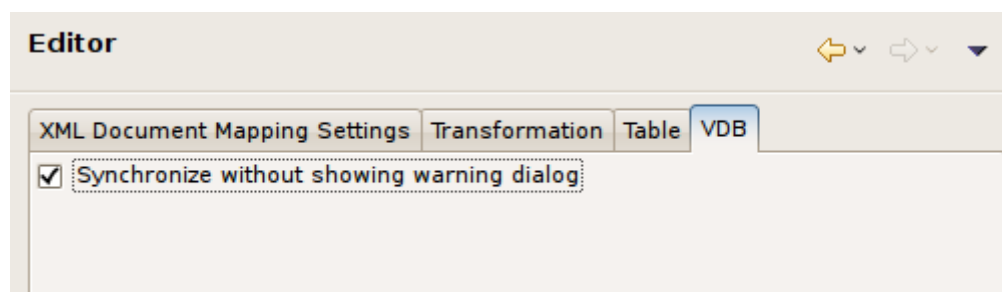 Editor
XML Document Mapping Settings Transformation Table VDB
Synchronize without showing warning dialog